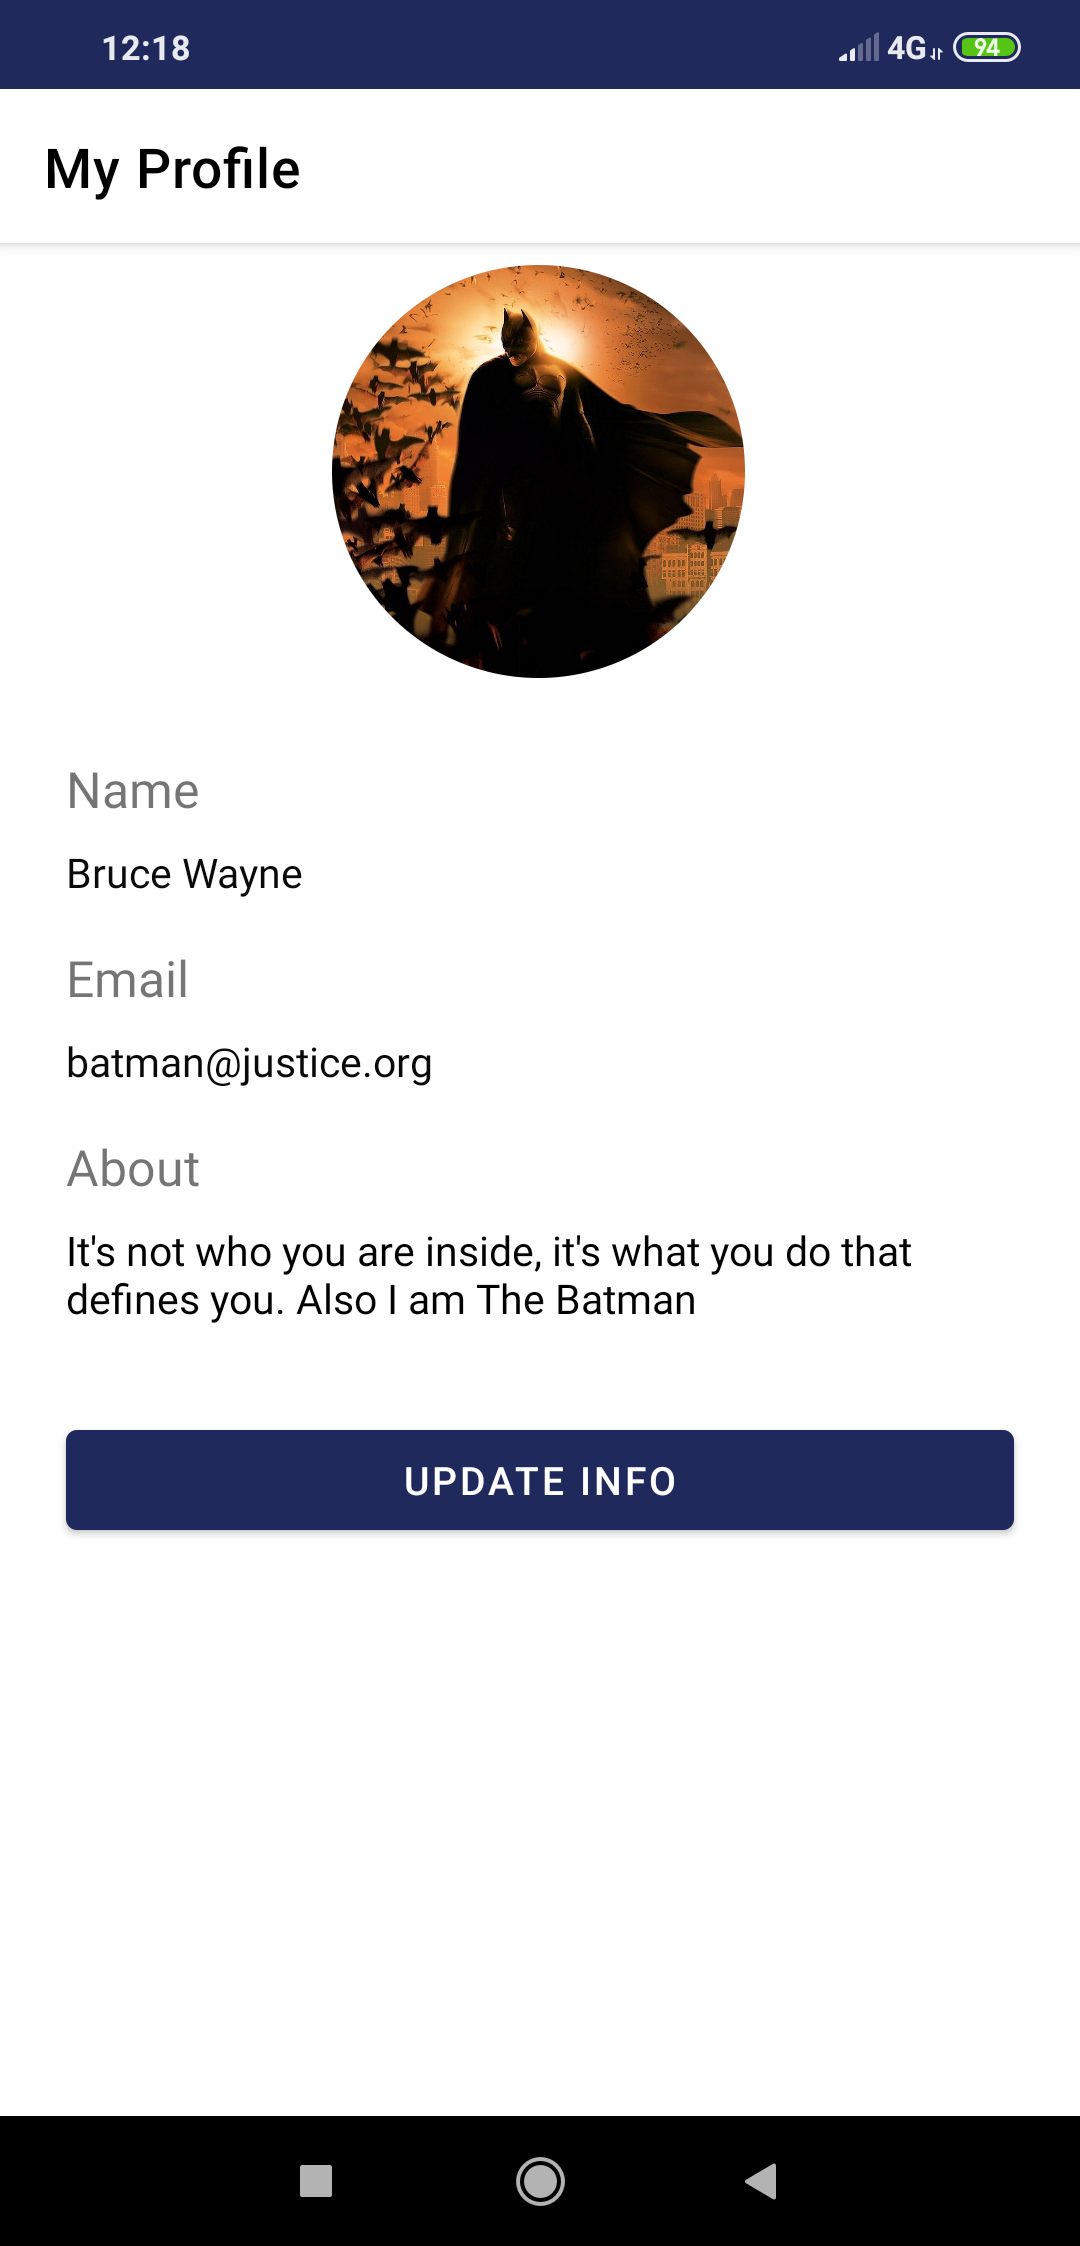 12:18
4G 94
My Profile
Name
Bruce Wayne
Email
batman@justice.org
About
It's not who you are inside, it's what you do that
defines you. Also I am The Batman
UPDATE INFO